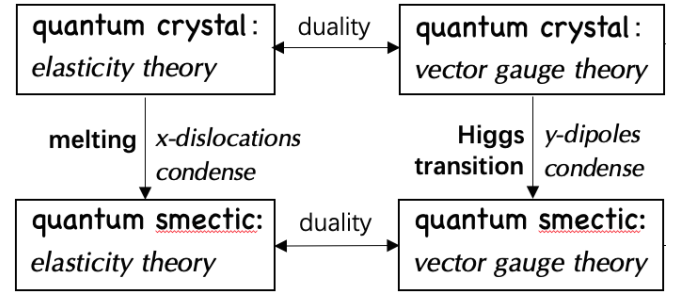 quantum crystal:
elasticity theory
duality
quantum crystal:
vector gauge theory
melting
x-dislocations
condense
Higgs
transition
y-dipoles
condense
quantum smectic:
elasticity theory
duality
quantum smectic:
vector gauge theory